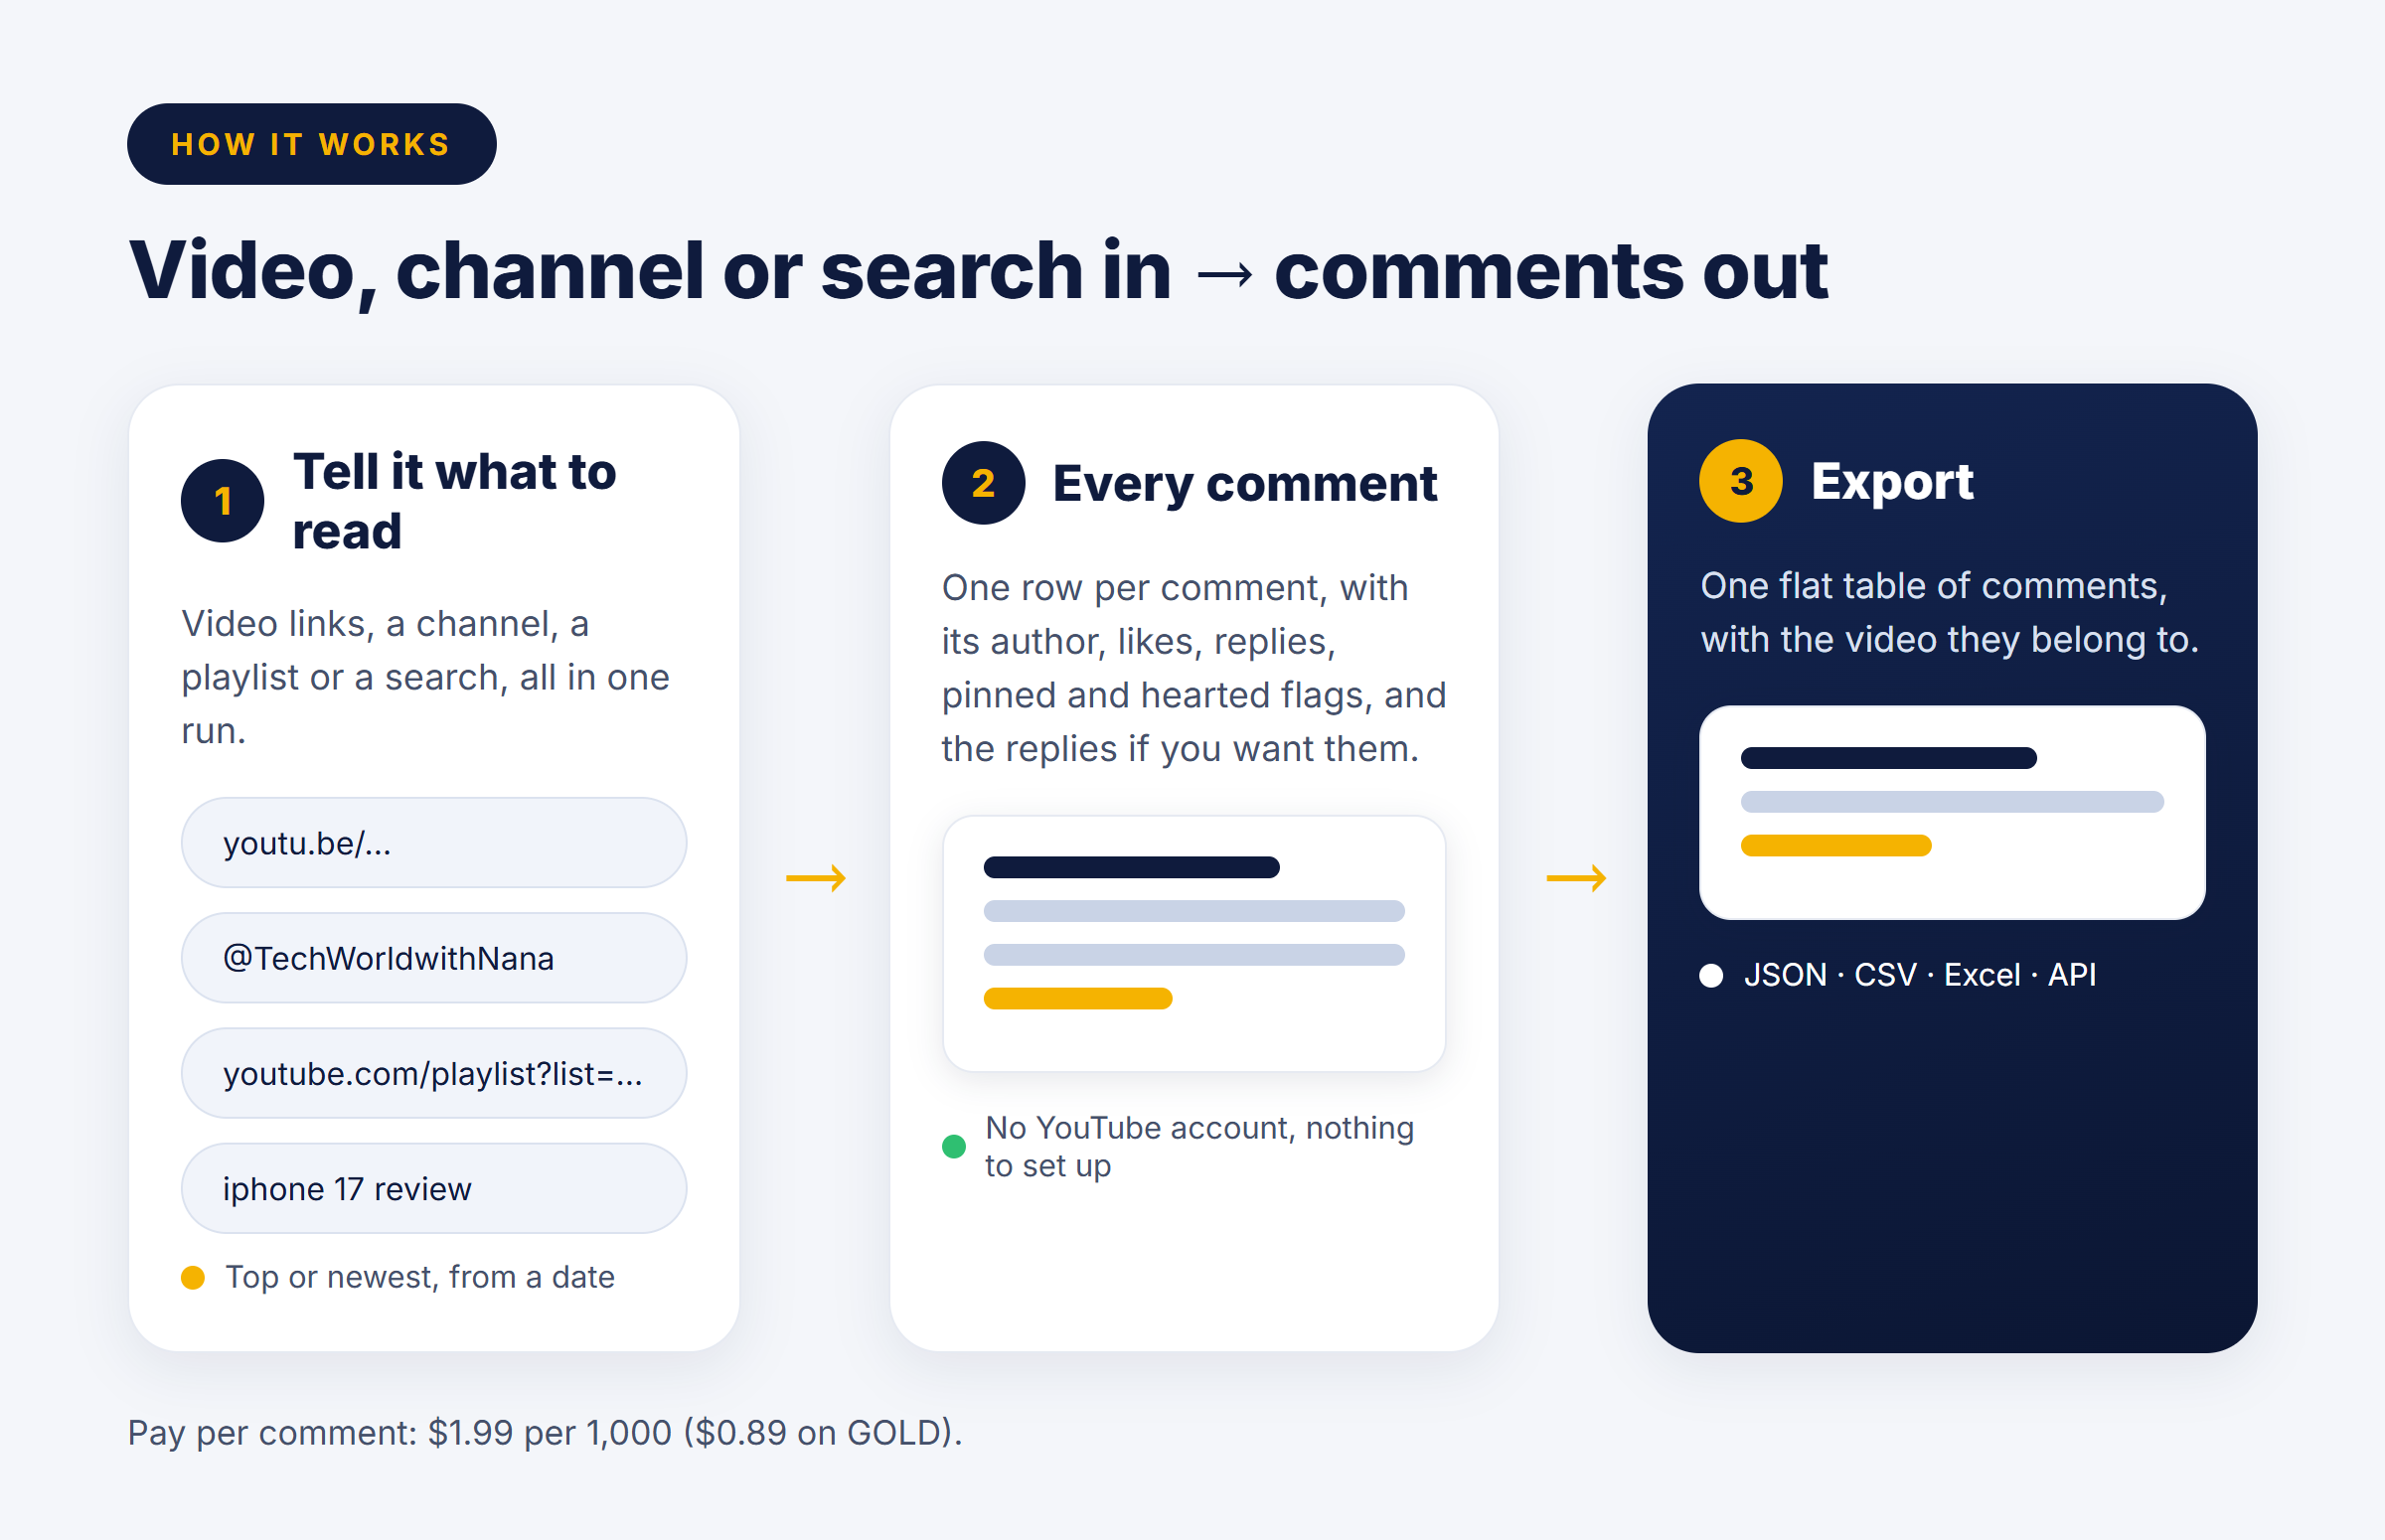 HOW IT WORKS
Video, channel or search in → comments out
1
Tell it what to
read
Video links, a channel, a
playlist or a search, all in one
run.
youtu.be/...
@TechWorldwithNana
youtube.com/playlist?list=...
iphone 17 review
Top or newest, from a date
→
2
Every comment
One row per comment, with
its author, likes, replies,
pinned and hearted flags, and
the replies if you want them.
No YouTube account, nothing
to set up
→
3
Export
One flat table of comments,
with the video they belong to.
JSON · CSV · Excel · API
Pay per comment: $1.99 per 1,000 ($0.89 on GOLD).